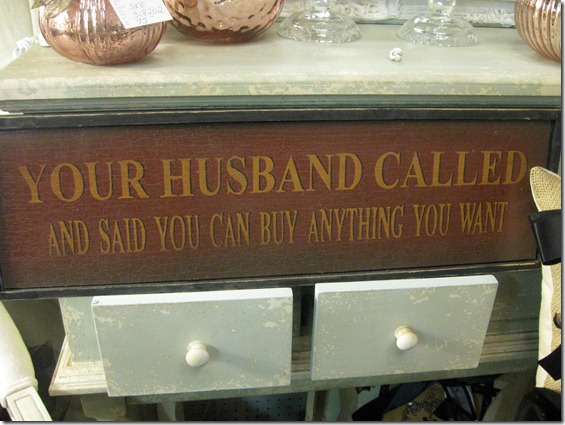 YOUR HUSBAND CALLED
AND SAID YOU CAN BUY ANYTHING YOU WANT